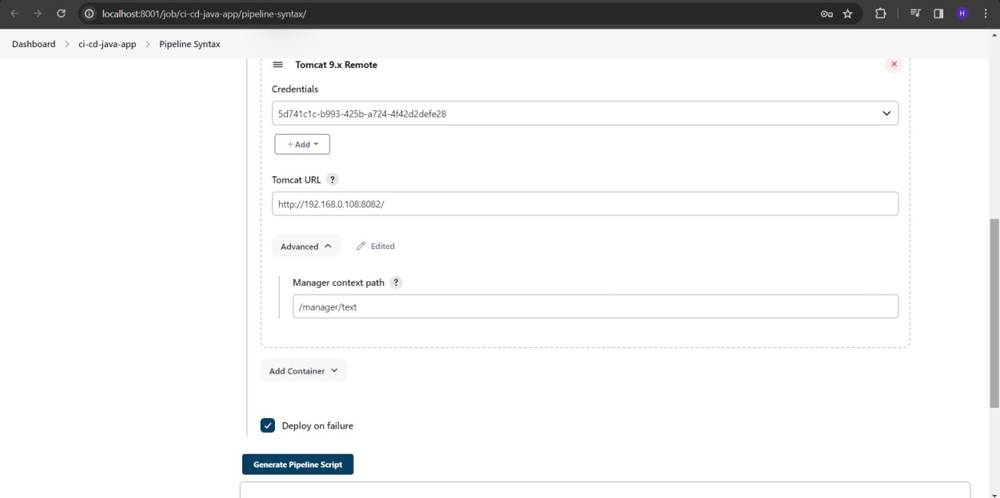 localhost:8001/job/ci-cd-java-app/pipeline-syntax/
H
Dashboard > ci-cd-java-app > Pipeline Syntax
Tomcat 9.x Remote
Credentials
5d741c1c-b993-425b-a724-4f42d2defe28
+ Add
Tomcat URL ?
http://192.168.0.108:8082/
Advanced Edited
Manager context path ?
/manager/text
Add Container
Deploy on failure
Generate Pipeline Script